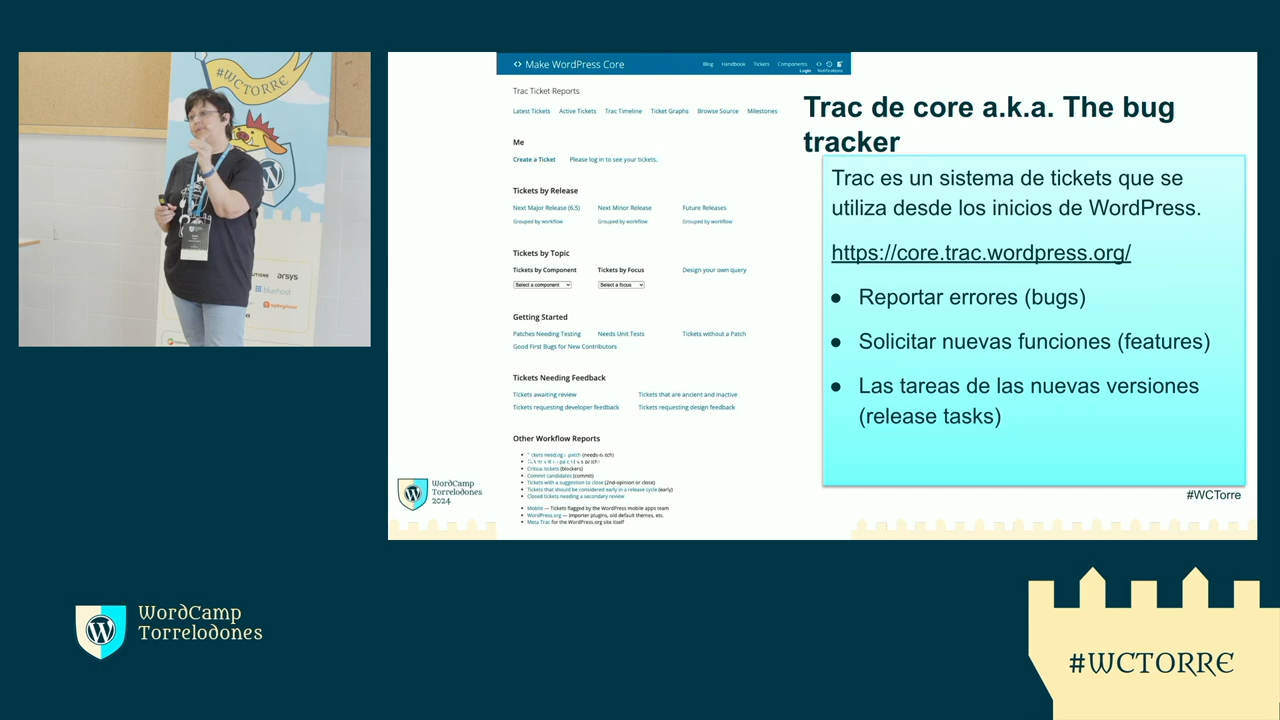 #WCTORRE
arsys
bluehost
Make WordPress Core
Blog Handbook Tickets Components
Login Notifications
Trac Ticket Reports
Latest Tickets Active Tickets Trac Timeline Ticket Graphs Browse Source Milestones
Me
Create a Ticket Please log in to see your tickets.
Tickets by Release
Next Major Release (6.5) Next Minor Release Future Releases
Grouped by workflow Grouped by workflow Grouped by workflow
Tickets by Topic
Tickets by Component Tickets by Focus Design your own query
Select a component Select a focus
Getting Started
Patches Needing Testing Needs Unit Tests Tickets without a Patch
Good First Bugs for New Contributors
Tickets Needing Feedback
Tickets awaiting review Tickets that are ancient and inactive
Tickets requesting developer feedback Tickets requesting design feedback
Other Workflow Reports
Critical tickets (blockers)
Commit candidates (commit)
Tickets with a suggestion to close (2nd-opinion or close)
Tickets that should be considered early in a release cycle (early)
Closed tickets needing a secondary review
Mobile — Tickets flagged by the WordPress mobile apps team
WordPress.org — Importer plugins, old default themes, etc.
Meta Trac for the WordPress.org site itself
Trac de core a.k.a. The bug
tracker
Trac es un sistema de tickets que se
utiliza desde los inicios de WordPress.
https://core.trac.wordpress.org/
● Reportar errores (bugs)
● Solicitar nuevas funciones (features)
● Las tareas de las nuevas versiones
(release tasks)
WordCamp
Torrelodones
2024
#WCTorre
WordCamp
Torrelodones
#WCTORRE